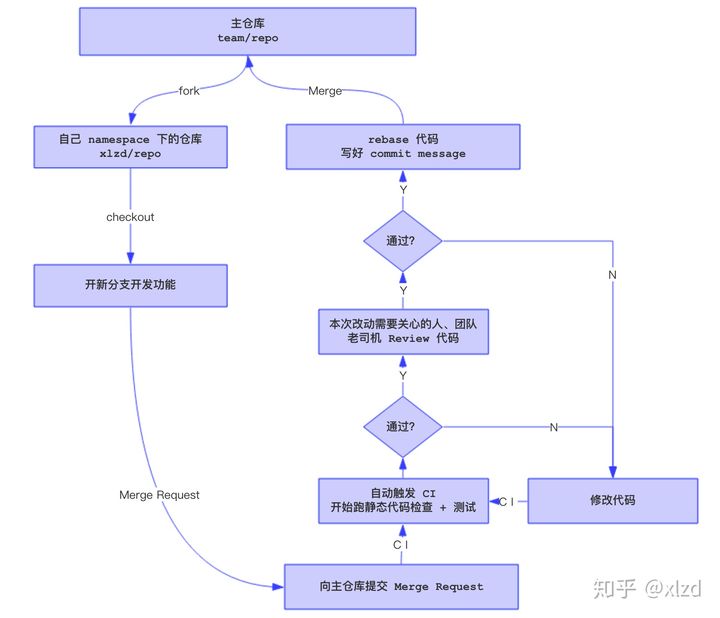 主仓库
team/repo
fork
Merge
自己 namespace 下的仓库
xlzd/repo
rebase 代码
写好 commit message
Y
checkout
通过?
N
开新分支开发功能
Y
本次改动需要关心的人、团队
老司机 Review 代码
Y
通过?
N
Merge Request
自动触发 CI
开始跑静态代码检查 + 测试
CI
修改代码
CI
向主仓库提交 Merge Request
知乎 @xlzd